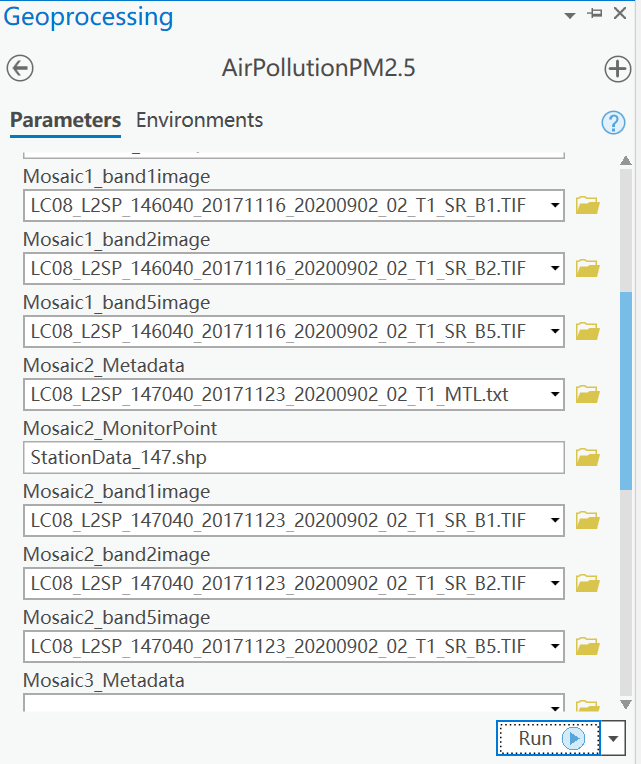 Geoprocessing
AirPollutionPM2.5
Parameters Environments
Mosaic1_band1image
LC08_L2SP_146040_20171116_20200902_02_T1_SR_B1.TIF
Mosaic1_band2image
LC08_L2SP_146040_20171116_20200902_02_T1_SR_B2.TIF
Mosaic1_band5image
LC08_L2SP_146040_20171116_20200902_02_T1_SR_B5.TIF
Mosaic2_Metadata
LC08_L2SP_147040_20171123_20200902_02_T1_MTL.txt
Mosaic2_MonitorPoint
StationData_147.shp
Mosaic2_band1image
LC08_L2SP_147040_20171123_20200902_02_T1_SR_B1.TIF
Mosaic2_band2image
LC08_L2SP_147040_20171123_20200902_02_T1_SR_B2.TIF
Mosaic2_band5image
LC08_L2SP_147040_20171123_20200902_02_T1_SR_B5.TIF
Mosaic3_Metadata
Run